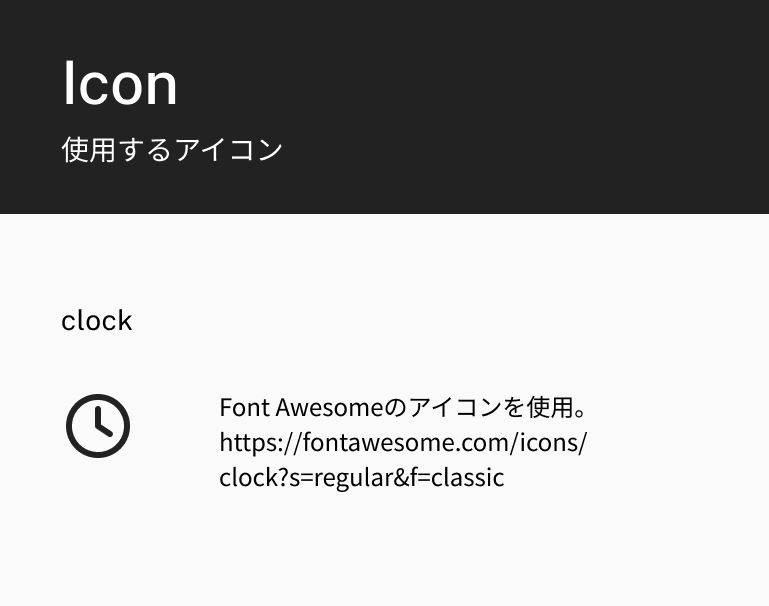 Icon
使用するアイコン
clock
Font Awesomeのアイコンを使用。
https://fontawesome.com/icons/
clock?s=regular&f=classic